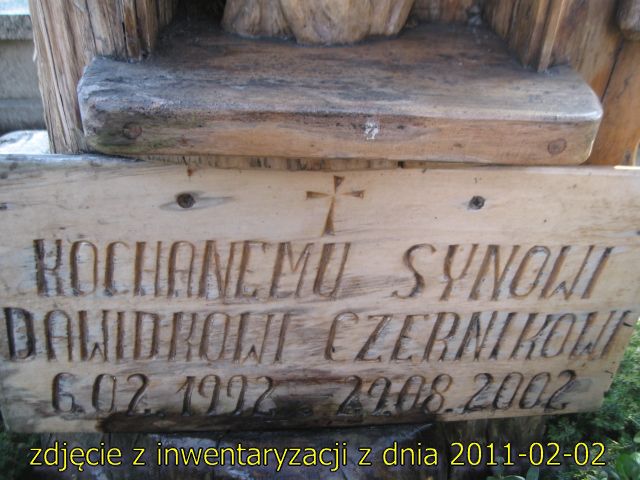 KOCHANEMU SYNOWI
DAWIDKOWI CZERNIKOWI
6.02.1992 - 29.08.2002
zdjęcie z inwentaryzacji z dnia 2011-02-02